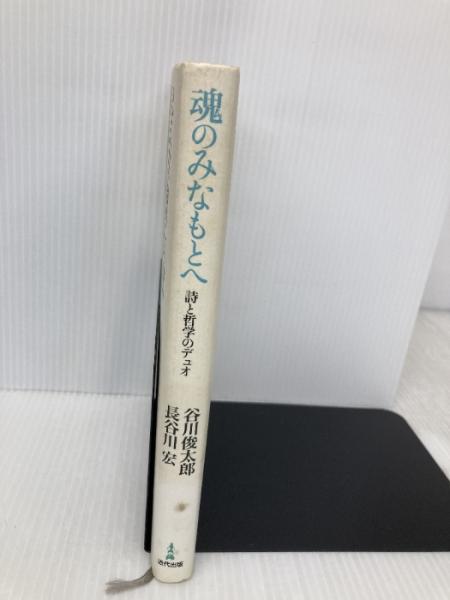 魂のみなもとへ
詩と哲学のデュオ
谷川俊太郎
長谷川 宏
近代出版